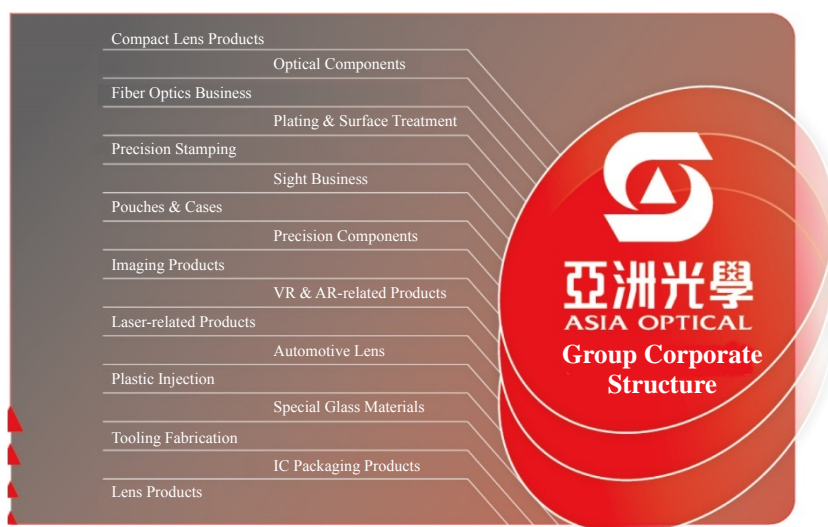 Compact Lens Products
Optical Components
Fiber Optics Business
Plating & Surface Treatment
Precision Stamping
Sight Business
Pouches & Cases
Precision Components
Imaging Products
VR & AR-related Products
Laser-related Products
Automotive Lens
Plastic Injection
Special Glass Materials
Tooling Fabrication
IC Packaging Products
Lens Products
亞洲光學
ASIA OPTICAL
Group Corporate
Structure